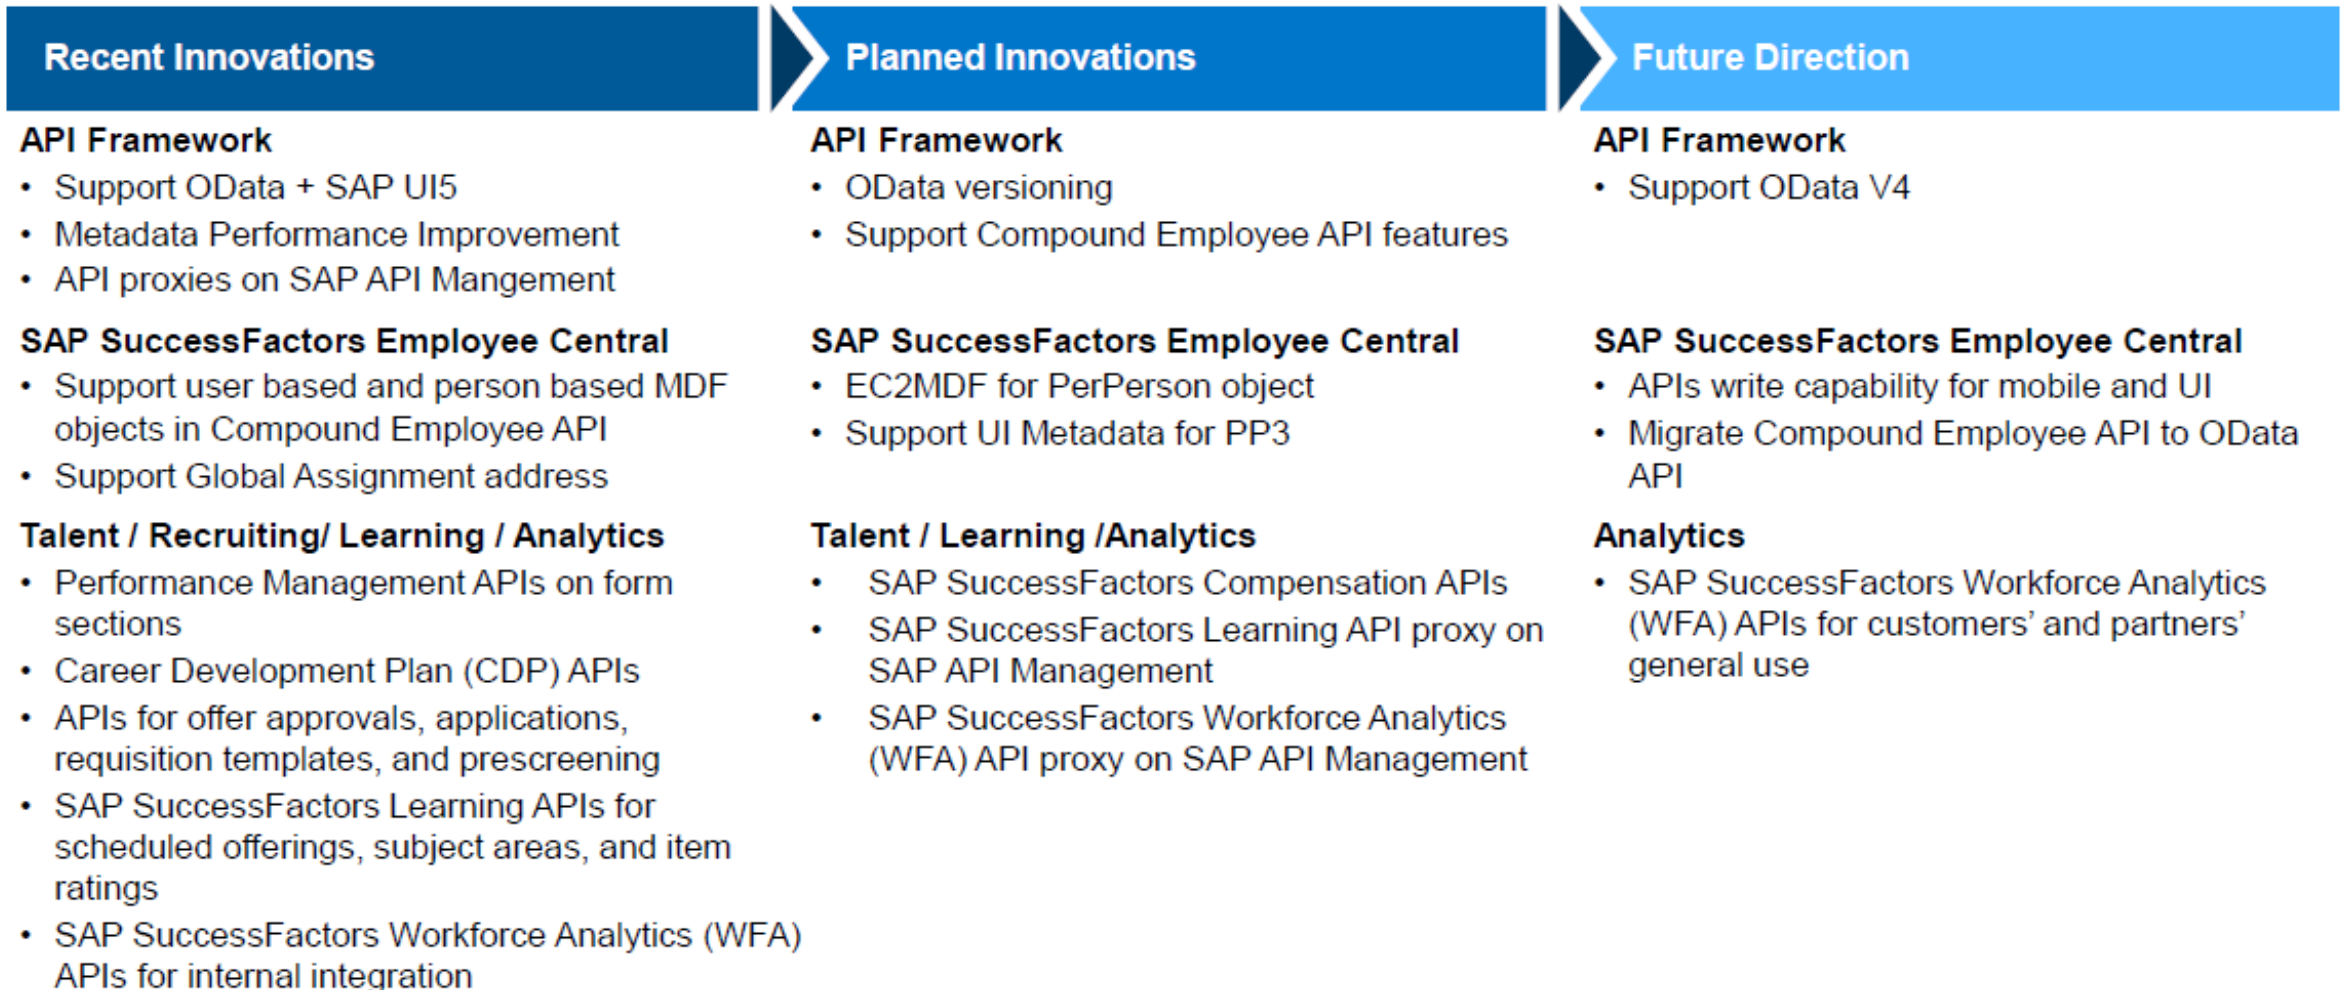 Recent Innovations
API Framework
• Support OData + SAP UI5
• Metadata Performance Improvement
• API proxies on SAP API Mangement
SAP SuccessFactors Employee Central
• Support user based and person based MDF
objects in Compound Employee API
• Support Global Assignment address
Talent / Recruiting/ Learning / Analytics
• Performance Management APIs on form
sections
• Career Development Plan (CDP) APIs
• APIs for offer approvals, applications,
requisition templates, and prescreening
• SAP SuccessFactors Learning APIs for
scheduled offerings, subject areas, and item
ratings
• SAP SuccessFactors Workforce Analytics (WFA)
APIs for internal integration
Planned Innovations
API Framework
• OData versioning
• Support Compound Employee API features
SAP SuccessFactors Employee Central
• EC2MDF for PerPerson object
• Support UI Metadata for PP3
Talent / Learning /Analytics
• SAP SuccessFactors Compensation APIs
• SAP SuccessFactors Learning API proxy on
SAP API Management
• SAP SuccessFactors Workforce Analytics
(WFA) API proxy on SAP API Management
Future Direction
API Framework
• Support OData V4
SAP SuccessFactors Employee Central
• APIs write capability for mobile and UI
• Migrate Compound Employee API to OData
API
Analytics
• SAP SuccessFactors Workforce Analytics
(WFA) APIs for customers’ and partners’
general use